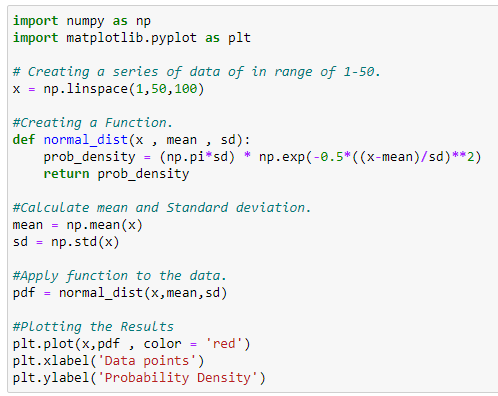 import numpy as np
import matplotlib.pyplot as plt
# Creating a series of data of in range of 1-50.
x = np.linspace(1,50,100)
#Creating a Function.
def normal_dist(x , mean , sd):
    prob_density = (np.pi*sd) * np.exp(-0.5*((x-mean)/sd)**2)
    return prob_density
#Calculate mean and Standard deviation.
mean = np.mean(x)
sd = np.std(x)
#Apply function to the data.
pdf = normal_dist(x,mean,sd)
#Plotting the Results
plt.plot(x,pdf , color = 'red')
plt.xlabel('Data points')
plt.ylabel('Probability Density')